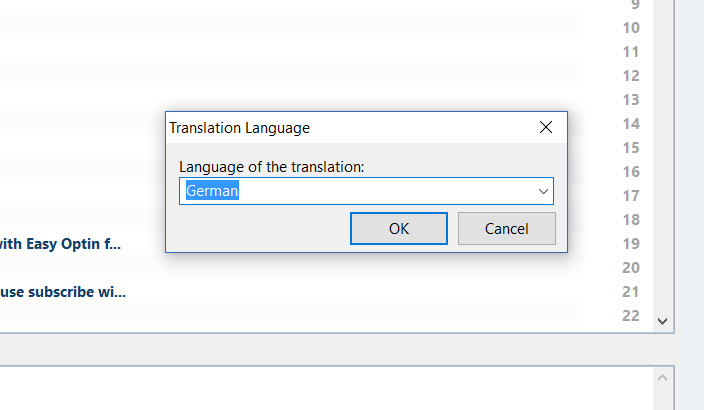 9
10
11
12
13
Translation Language
14
15
Language of the translation:
16
German
17
18
OK Cancel
with Easy Optin f...
19
20
use subscribe wi...
21
22